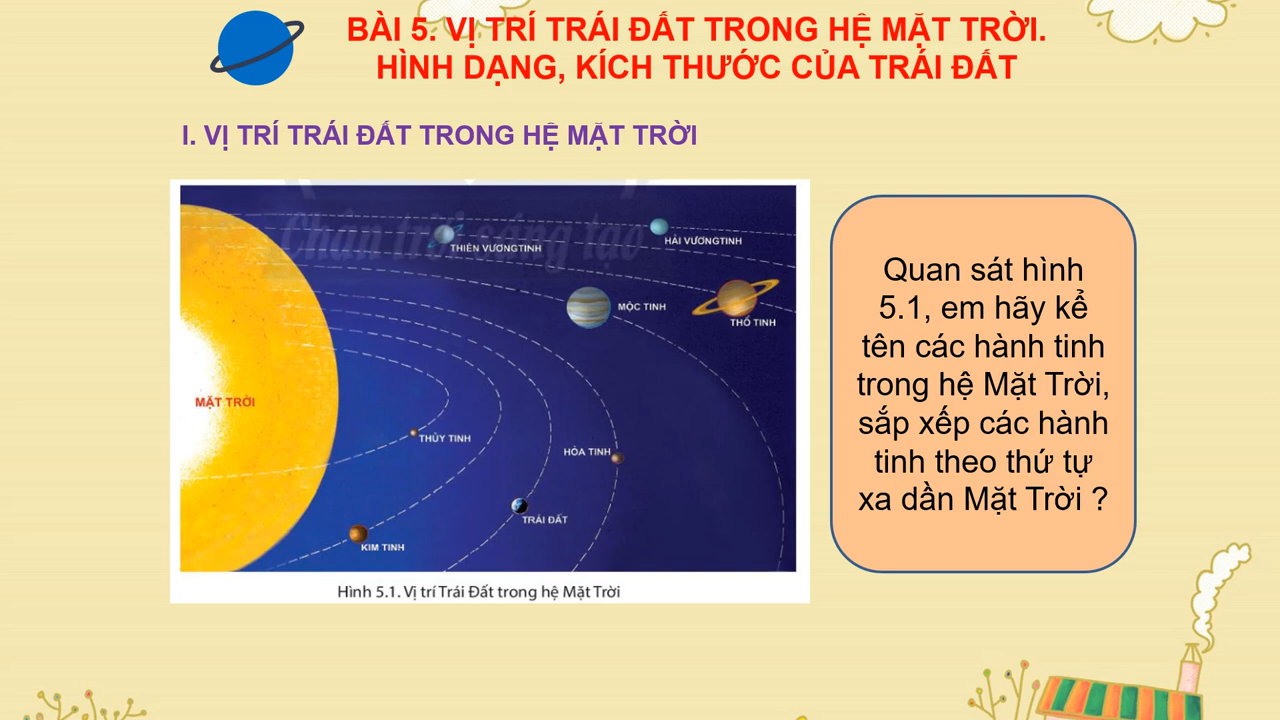 BÀI 5. VỊ TRÍ TRÁI ĐẤT TRONG HỆ MẶT TRỜI.
HÌNH DẠNG, KÍCH THƯỚC CỦA TRÁI ĐẤT
I. VỊ TRÍ TRÁI ĐẤT TRONG HỆ MẶT TRỜI
Chân trời sáng tạo
THIÊN VƯƠNGTINH
HẢI VƯƠNGTINH
MỘC TINH
THỔ TINH
MẶT TRỜI
THỦY TINH
HỎA TINH
TRÁI ĐẤT
KIM TINH
Hình 5.1. Vị trí Trái Đất trong hệ Mặt Trời
Quan sát hình
5.1, em hãy kể
tên các hành tinh
trong hệ Mặt Trời,
sắp xếp các hành
tinh theo thứ tự
xa dần Mặt Trời ?